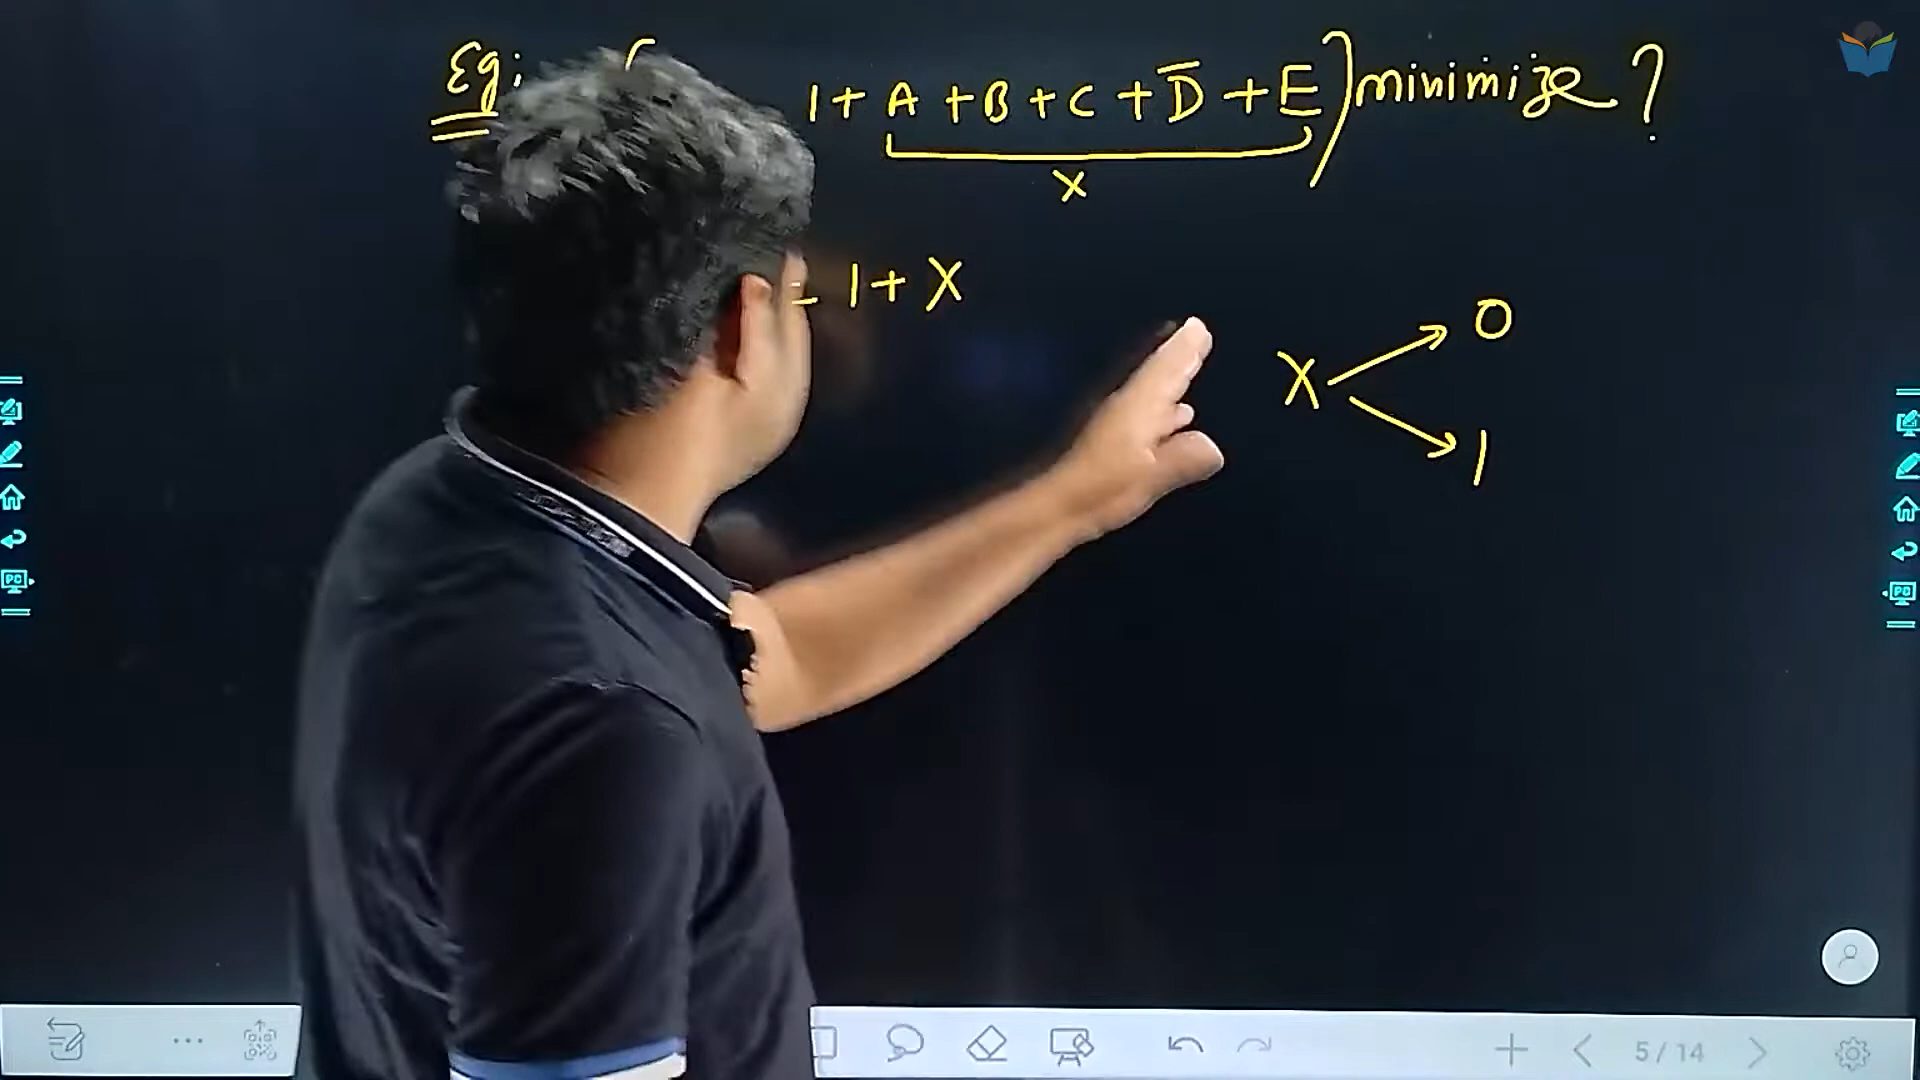 Eg:
( 1 + A + B + C + D̅ + E ) minimize ?
X
= 1 + X
X → 0
→ 1
5 / 14